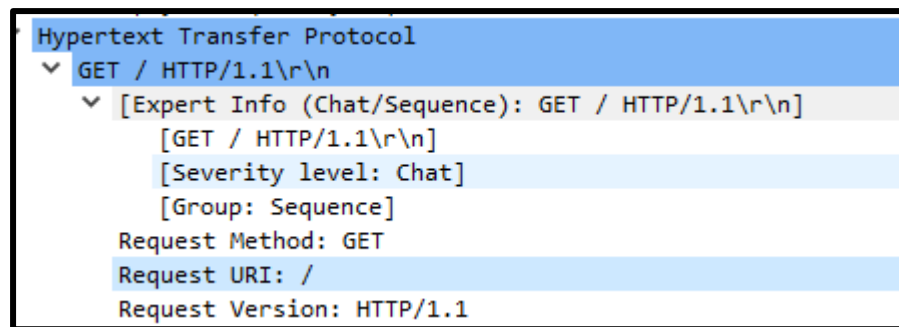 Hypertext Transfer Protocol
GET / HTTP/1.1\r\n
[Expert Info (Chat/Sequence): GET / HTTP/1.1\r\n]
[GET / HTTP/1.1\r\n]
[Severity level: Chat]
[Group: Sequence]
Request Method: GET
Request URI: /
Request Version: HTTP/1.1